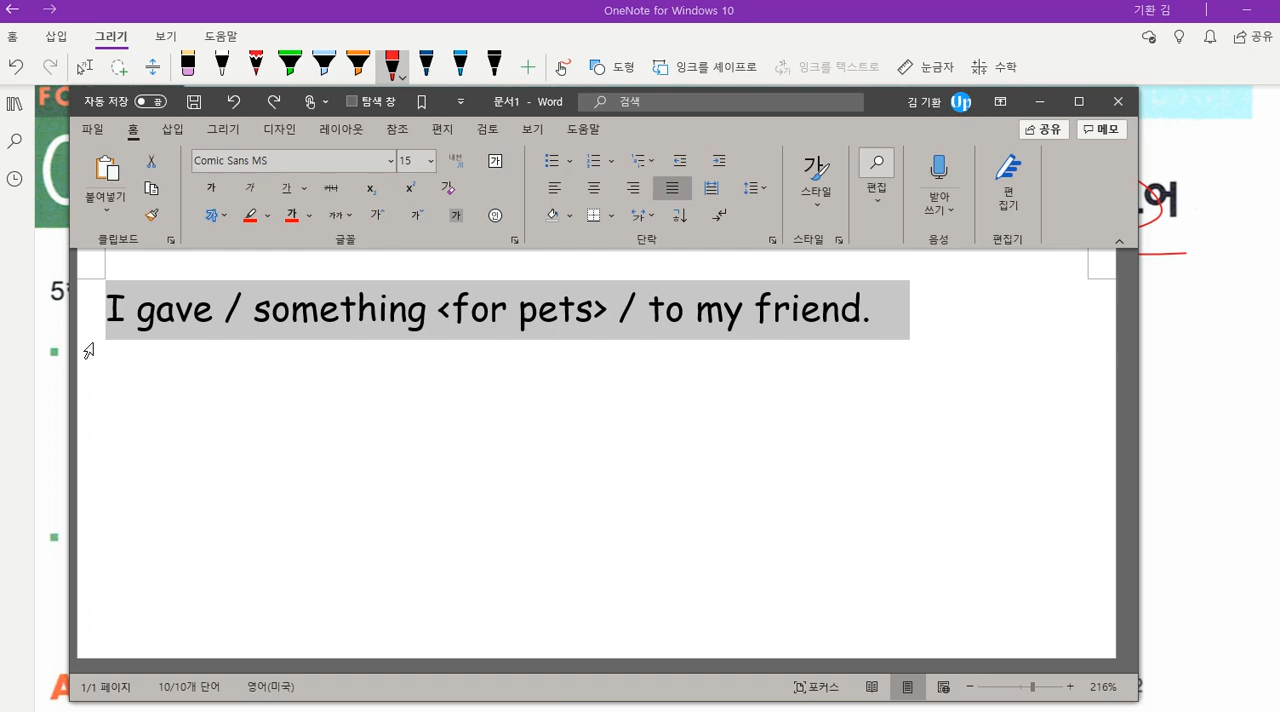 OneNote for Windows 10
기환 김
홈 삽입 그리기 보기 도움말
공유
도형 잉크를 셰이프로 잉크를 텍스트로 눈금자 수학
자동 저장 끔 탐색 창 문서1 - Word 검색 김 기환 Up
파일 홈 삽입 그리기 디자인 레이아웃 참조 편지 검토 보기 도움말 공유 메모
Comic Sans MS 15
붙여넣기 스타일 편집 받아쓰기 편집기
클립보드 글꼴 단락 스타일 음성 편집기
I gave / something <for pets> / to my friend.
1/1 페이지 10/10개 단어 영어(미국) 포커스 216%